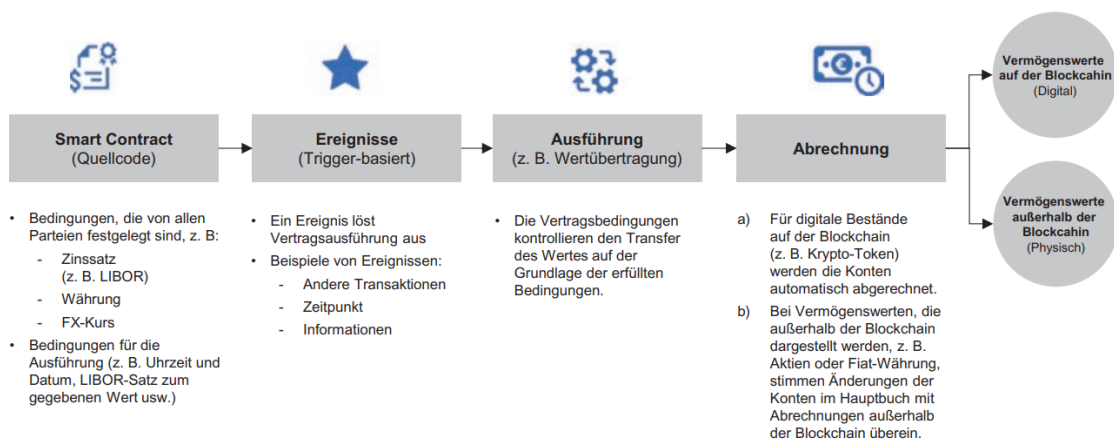 Smart Contract
(Quellcode)
• Bedingungen, die von allen
Parteien festgelegt sind, z. B:
- Zinssatz
(z. B. LIBOR)
- Währung
- FX-Kurs
• Bedingungen für die
Ausführung (z. B. Uhrzeit und
Datum, LIBOR-Satz zum
gegebenen Wert usw.)
Ereignisse
(Trigger-basiert)
• Ein Ereignis löst
Vertragsausführung aus
• Beispiele von Ereignissen:
- Andere Transaktionen
- Zeitpunkt
- Informationen
Ausführung
(z. B. Wertübertragung)
• Die Vertragsbedingungen
kontrollieren den Transfer
des Wertes auf der
Grundlage der erfüllten
Bedingungen.
Abrechnung
a) Für digitale Bestände
auf der Blockchain
(z. B. Krypto-Token)
werden die Konten
automatisch abgerechnet.
b) Bei Vermögenswerten, die
außerhalb der Blockchain
dargestellt werden, z. B.
Aktien oder Fiat-Währung,
stimmen Änderungen der
Konten im Hauptbuch mit
Abrechnungen außerhalb
der Blockchain überein.
Vermögenswerte
auf der Blockcahin
(Digital)
Vermögenswerte
außerhalb der
Blockcahin
(Physisch)